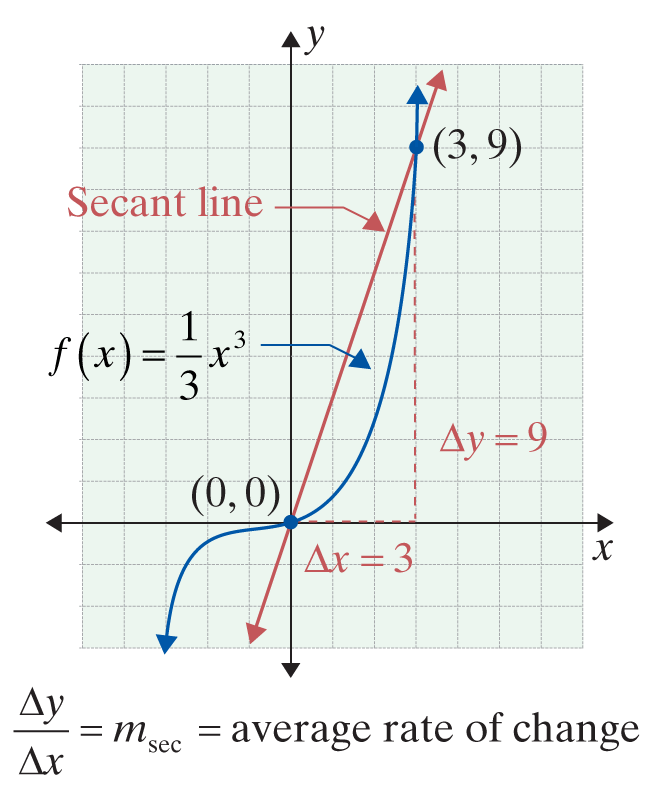 y
(3, 9)
Secant line
f(x) = 1/3 x³
Δy = 9
(0, 0)
x
Δx = 3
Δy/Δx = m_sec = average rate of change